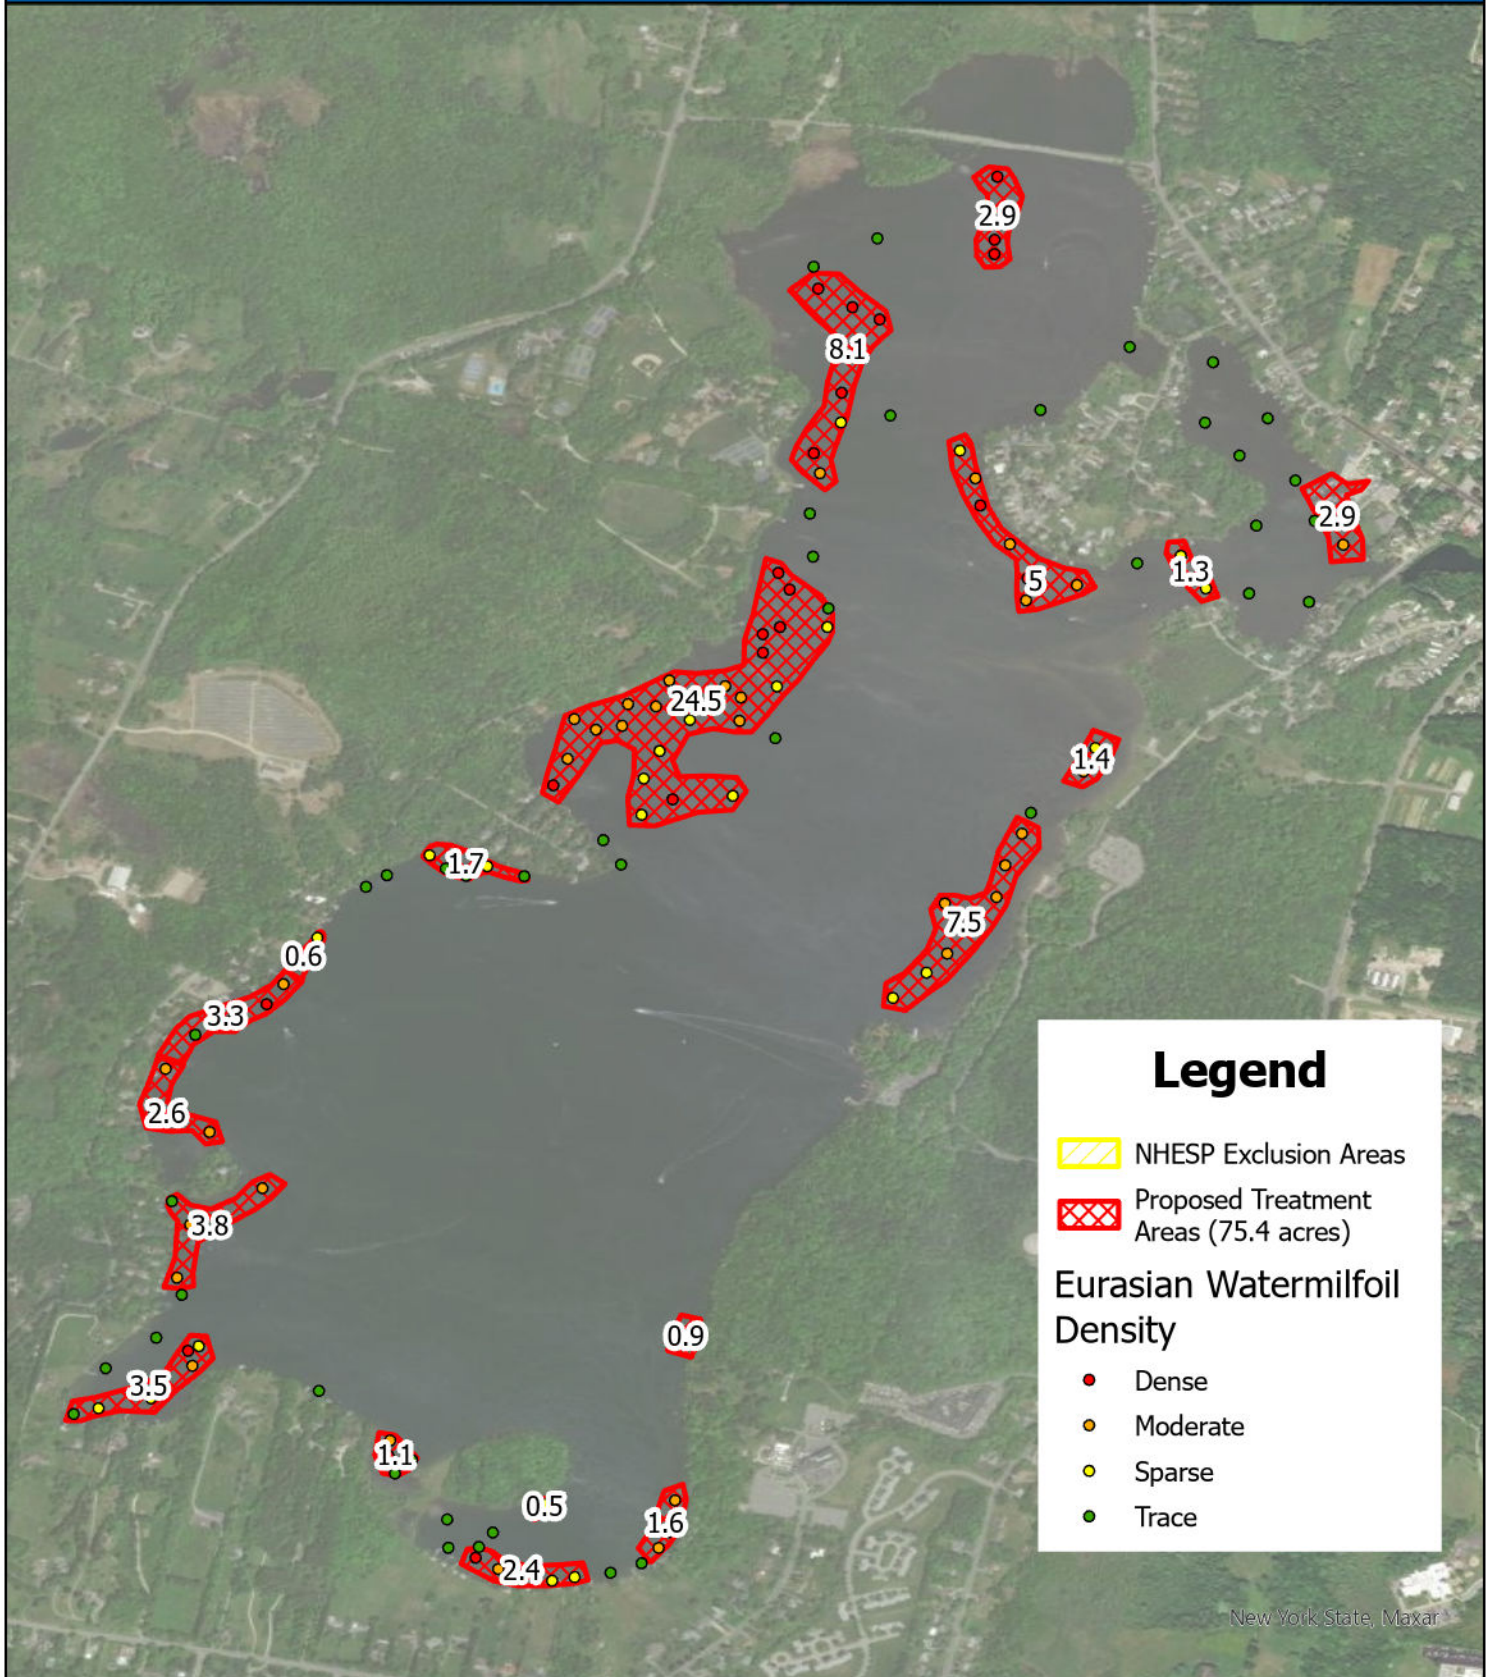 2.9
8.1
2.9
5
1.3
24.5
1.4
1.7
7.5
0.6
3.3
2.6
3.8
0.9
3.5
1.1
0.5
1.6
2.4
Legend
NHESP Exclusion Areas
Proposed Treatment
Areas (75.4 acres)
Eurasian Watermilfoil
Density
Dense
Moderate
Sparse
Trace
New York State, Maxar